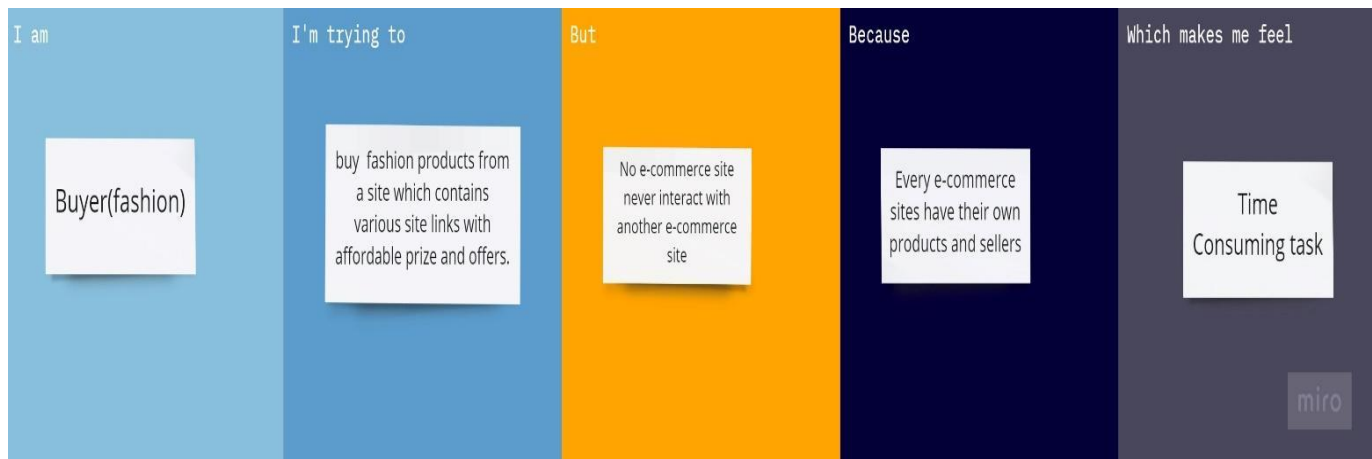 I am
Buyer(fashion)
I'm trying to
buy fashion products from
a site which contains
various site links with
affordable prize and offers.
But
No e-commerce site
never interact with
another e-commerce
site
Because
Every e-commerce
sites have their own
products and sellers
Which makes me feel
Time
Consuming task
miro